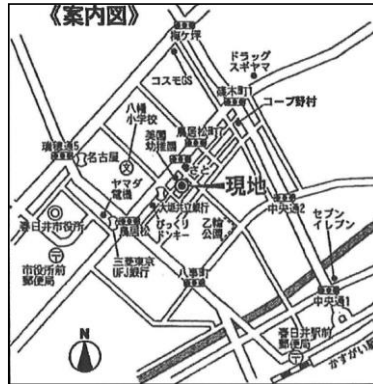 《案内図》
梅ケ坪
ドラッグ
スギヤマ
コスモGS
篠木町1
コープ野村
八幡
小学校
鳥居松町7
美園
幼稚園
瑞穂通5
名古屋
さと
現地
ヤマダ
電機
大垣共立銀行
春日井市役所
鳥居松
びっくり
ドンキー
乙輪
公園
中央通2
セブン
イレブン
三菱東京
UFJ銀行
市役所前
郵便局
八事町
中央通1
N
春日井駅前
郵便局
かすがい駅